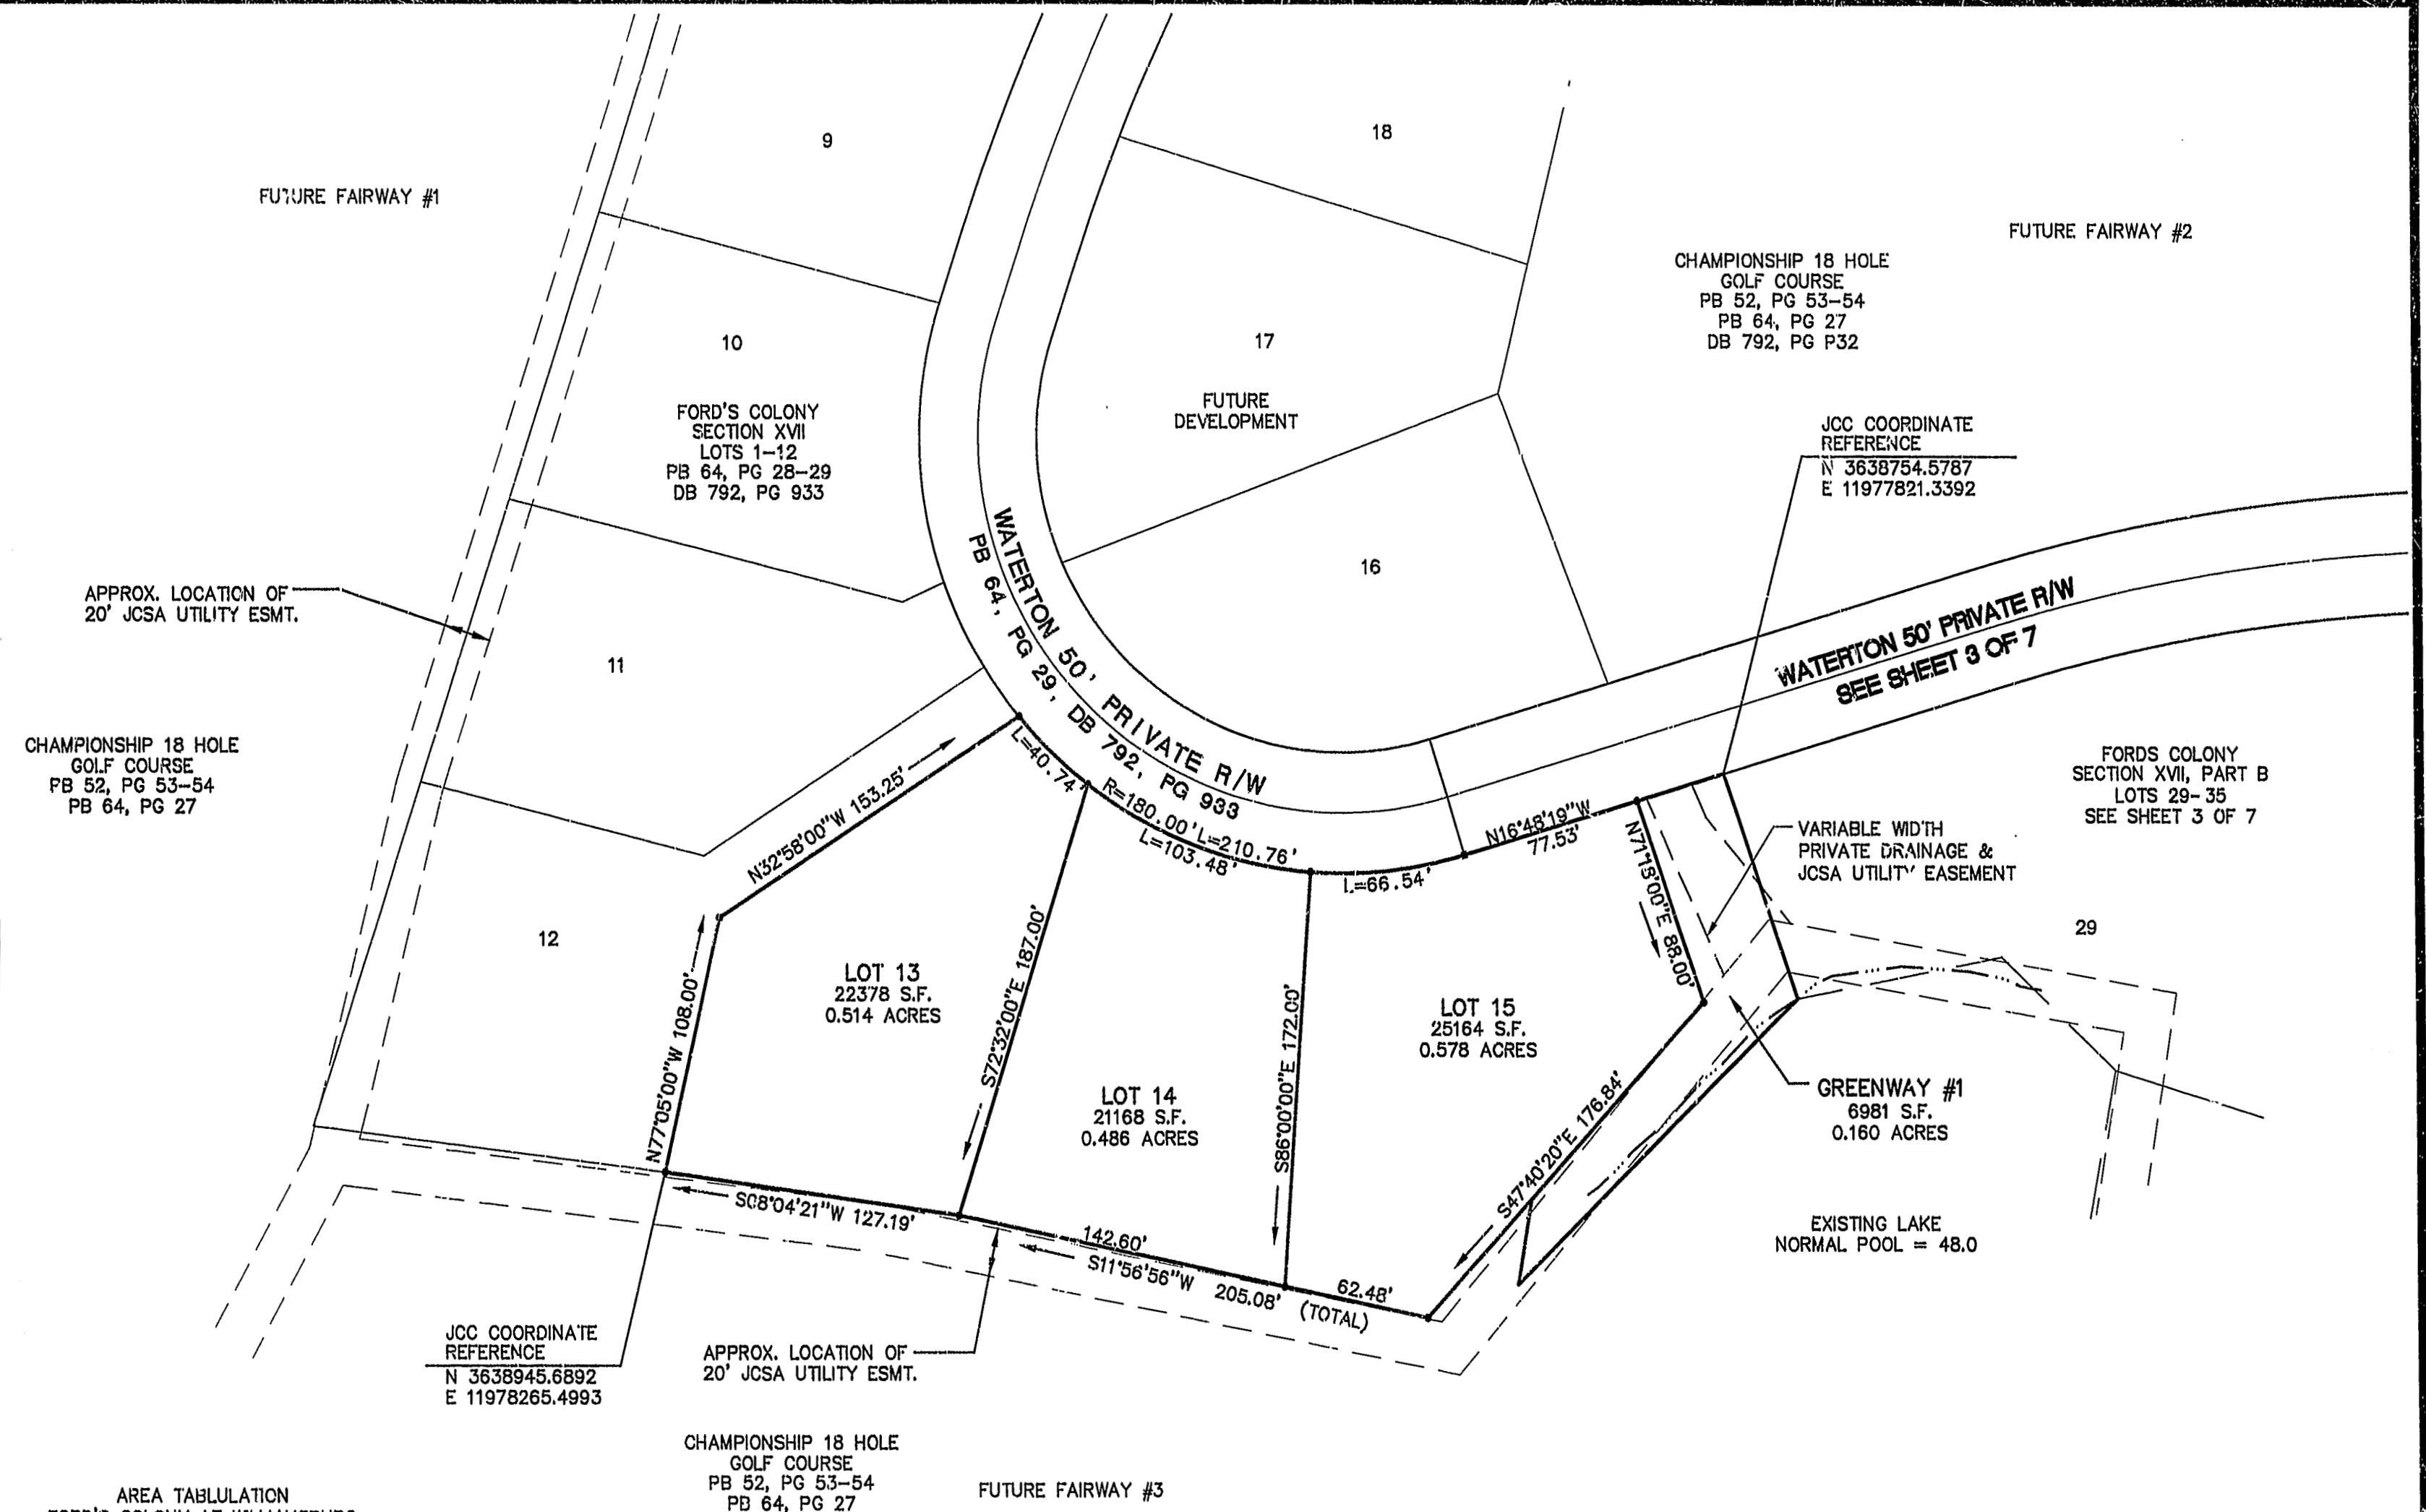 9
18
FUTURE FAIRWAY #1
FUTURE FAIRWAY #2
CHAMPIONSHIP 18 HOLE
GOLF COURSE
PB 52, PG 53-54
PB 64, PG 27
DB 792, PG P32
10
17
FUTURE
DEVELOPMENT
FORD'S COLONY
SECTION XVII
LOTS 1-12
PB 64, PG 28-29
DB 792, PG 933
JCC COORDINATE
REFERENCE
N 3638754.5787
E 11977821.3392
WATERTON 50' PRIVATE R/W
PB 64, PG 29, DB 792, PG 933
16
APPROX. LOCATION OF
20' JCSA UTILITY ESMT.
WATERTON 50' PRIVATE R/W
SEE SHEET 3 OF 7
11
CHAMPIONSHIP 18 HOLE
GOLF COURSE
PB 52, PG 53-54
PB 64, PG 27
FORDS COLONY
SECTION XVII, PART B
LOTS 29-35
SEE SHEET 3 OF 7
L=40.74'
R=180.00' L=210.76'
L=103.48'
L=66.54'
N16°48'19"W
77.53'
N32°58'00"W 153.25'
88.00'
VARIABLE WIDTH
PRIVATE DRAINAGE &
JCSA UTILITY EASEMENT
12
29
N77°05'00"W 108.00'
LOT 13
22378 S.F.
0.514 ACRES
S72°32'00"E 187.00'
LOT 14
21168 S.F.
0.486 ACRES
S86°00'00"E 172.00'
LOT 15
25164 S.F.
0.578 ACRES
S47°40'20"E 176.84'
GREENWAY #1
6981 S.F.
0.160 ACRES
S08°04'21"W 127.19'
142.60'
S11°56'56"W 205.08' (TOTAL)
62.48'
EXISTING LAKE
NORMAL POOL = 48.0
JCC COORDINATE
REFERENCE
N 3638945.6892
E 11978265.4993
APPROX. LOCATION OF
20' JCSA UTILITY ESMT.
CHAMPIONSHIP 18 HOLE
GOLF COURSE
PB 52, PG 53-54
PB 64, PG 27
FUTURE FAIRWAY #3
AREA TABLULATION